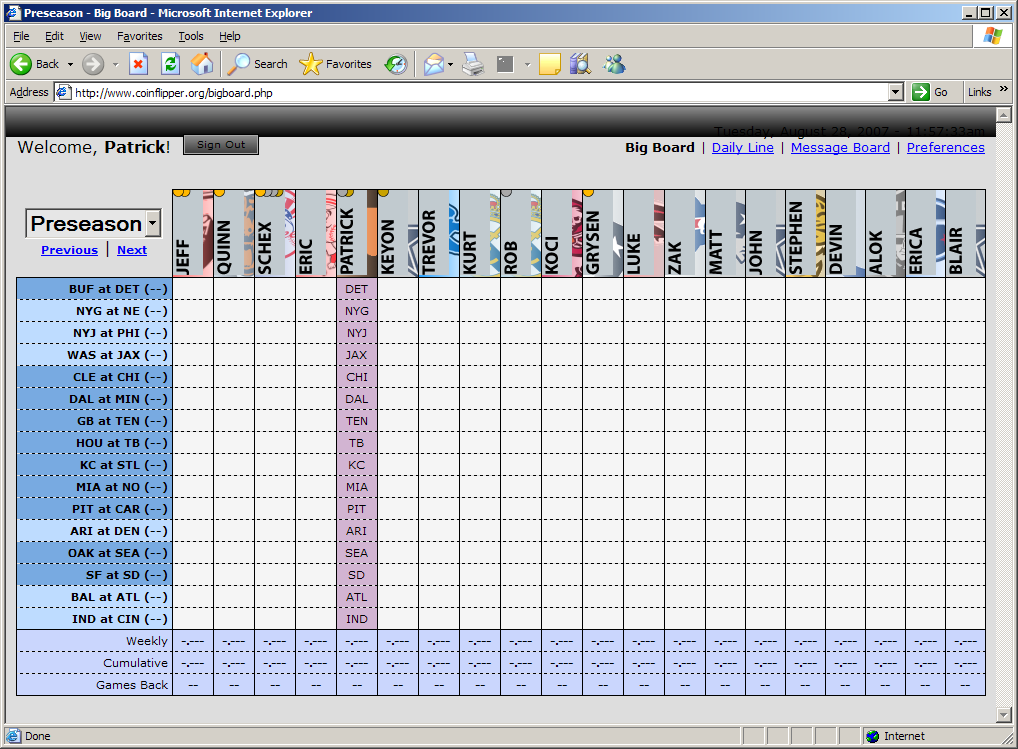 Preseason - Big Board - Microsoft Internet Explorer
File Edit View Favorites Tools Help
Back Search Favorites
Address http://www.coinflipper.org/bigboard.php Go Links »
Tuesday, August 28, 2007 - 11:57:33am
Welcome, Patrick! Sign Out Big Board | Daily Line | Message Board | Preferences
Preseason
Previous | Next
JEFF QUINN SCHEX ERIC PATRICK KEYON TREVOR KURT ROB KOCI GRYSEN LUKE ZAK MATT JOHN STEPHEN DEVIN ALOK ERICA BLAIR
BUF at DET (--) DET
NYG at NE (--) NYG
NYJ at PHI (--) NYJ
WAS at JAX (--) JAX
CLE at CHI (--) CHI
DAL at MIN (--) DAL
GB at TEN (--) TEN
HOU at TB (--) TB
KC at STL (--) KC
MIA at NO (--) MIA
PIT at CAR (--) PIT
ARI at DEN (--) ARI
OAK at SEA (--) SEA
SF at SD (--) SD
BAL at ATL (--) ATL
IND at CIN (--) IND
Weekly -.--- -.--- -.--- -.--- -.--- -.--- -.--- -.--- -.--- -.--- -.--- -.--- -.--- -.--- -.--- -.--- -.--- -.--- -.--- -.---
Cumulative -.--- -.--- -.--- -.--- -.--- -.--- -.--- -.--- -.--- -.--- -.--- -.--- -.--- -.--- -.--- -.--- -.--- -.--- -.--- -.---
Games Back -- -- -- -- -- -- -- -- -- -- -- -- -- -- -- -- -- -- -- --
Done Internet